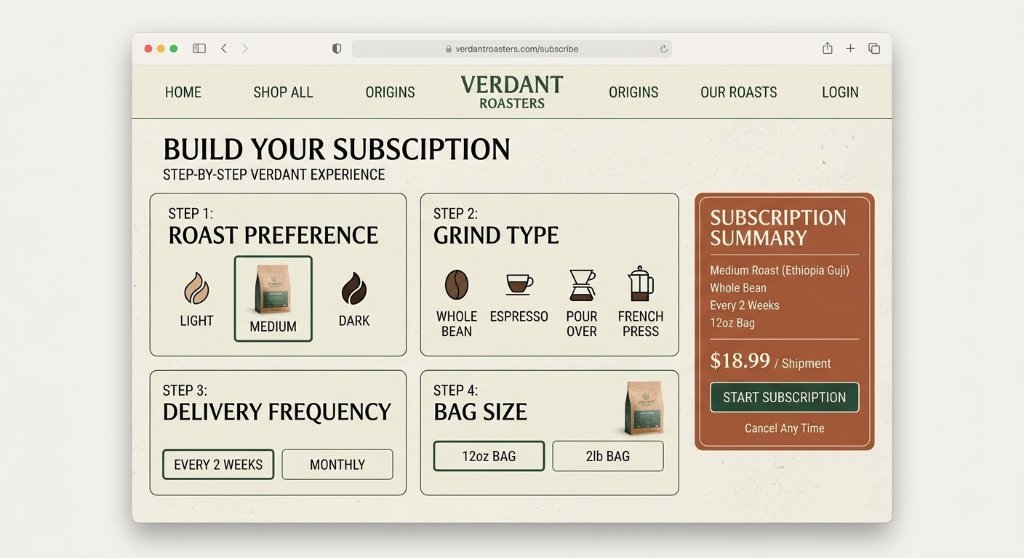 verdantroasters.com/subscribe
HOME
SHOP ALL
ORIGINS
VERDANT
ROASTERS
ORIGINS
OUR ROASTS
LOGIN
BUILD YOUR SUBSCIPTION
STEP-BY-STEP VERDANT EXPERIENCE
STEP 1:
ROAST PREFERENCE
LIGHT
MEDIUM
DARK
STEP 2:
GRIND TYPE
WHOLE
BEAN
ESPRESSO
POUR
OVER
FRENCH
PRESS
STEP 3:
DELIVERY FREQUENCY
EVERY 2 WEEKS
MONTHLY
STEP 4:
BAG SIZE
12oz BAG
2lb BAG
SUBSCRIPTION
SUMMARY
Medium Roast (Ethiopia Guji)
Whole Bean
Every 2 Weeks
12oz Bag
$18.99 / Shipment
START SUBSCRIPTION
Cancel Any Time